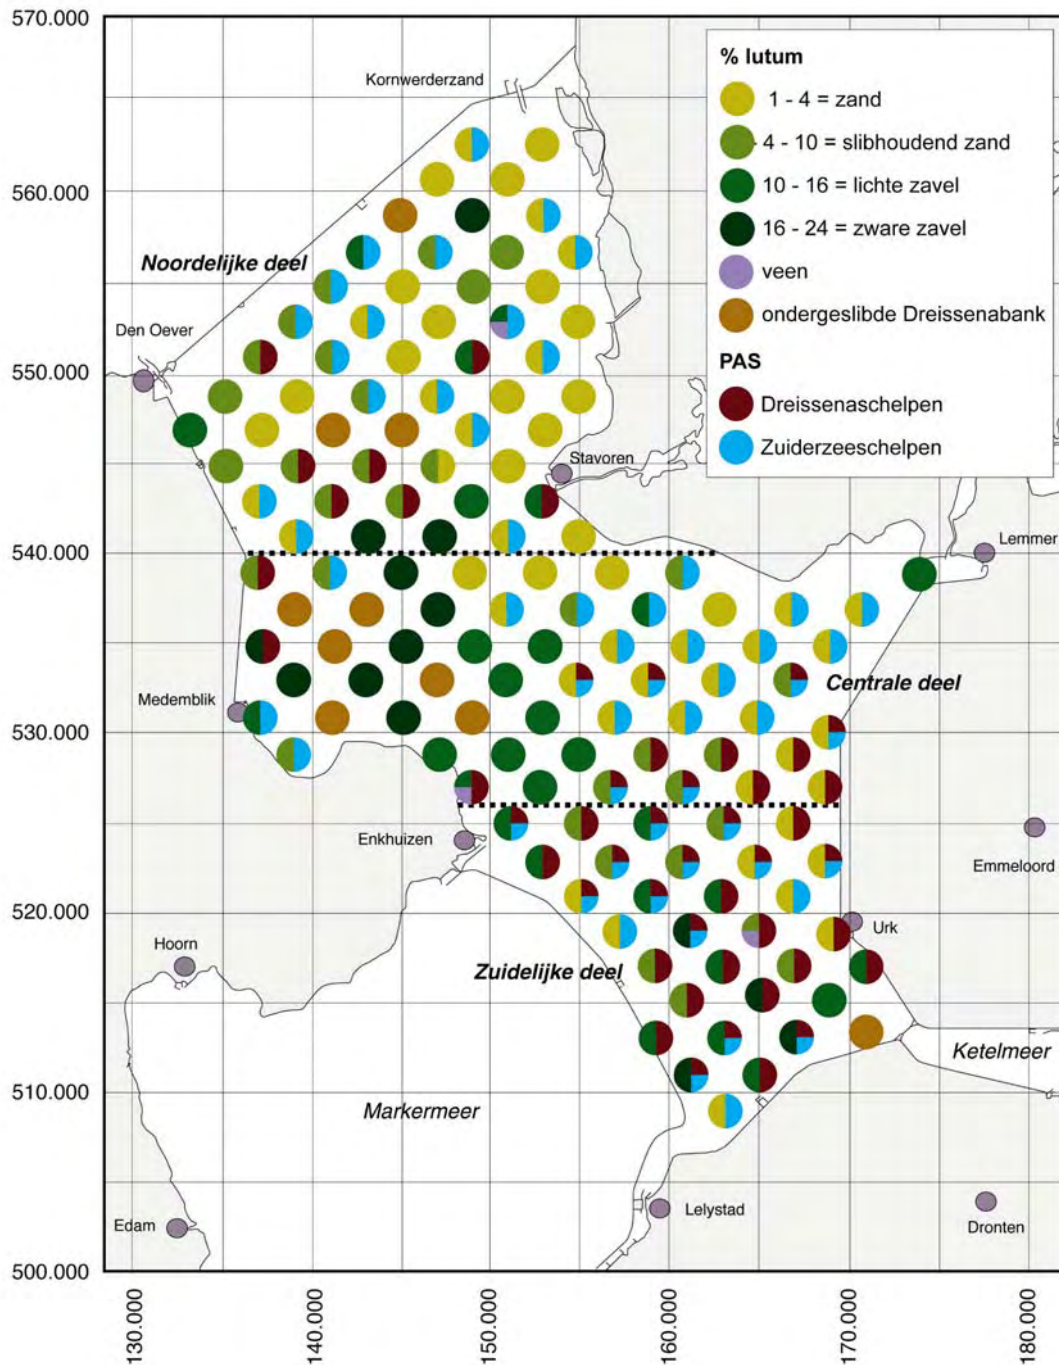 570.000
560.000
550.000
540.000
530.000
520.000
510.000
500.000
130.000
140.000
150.000
160.000
170.000
180.000
% lutum
1 - 4 = zand
4 - 10 = slibhoudend zand
10 - 16 = lichte zavel
16 - 24 = zware zavel
veen
ondergeslibde Dreissenabank
PAS
Dreissenaschelpen
Zuiderzeeschelpen
Kornwerderzand
Noordelijke deel
Den Oever
Stavoren
Lemmer
Medemblik
Centrale deel
Enkhuizen
Emmeloord
Urk
Hoorn
Zuidelijke deel
Ketelmeer
Markermeer
Edam
Lelystad
Dronten